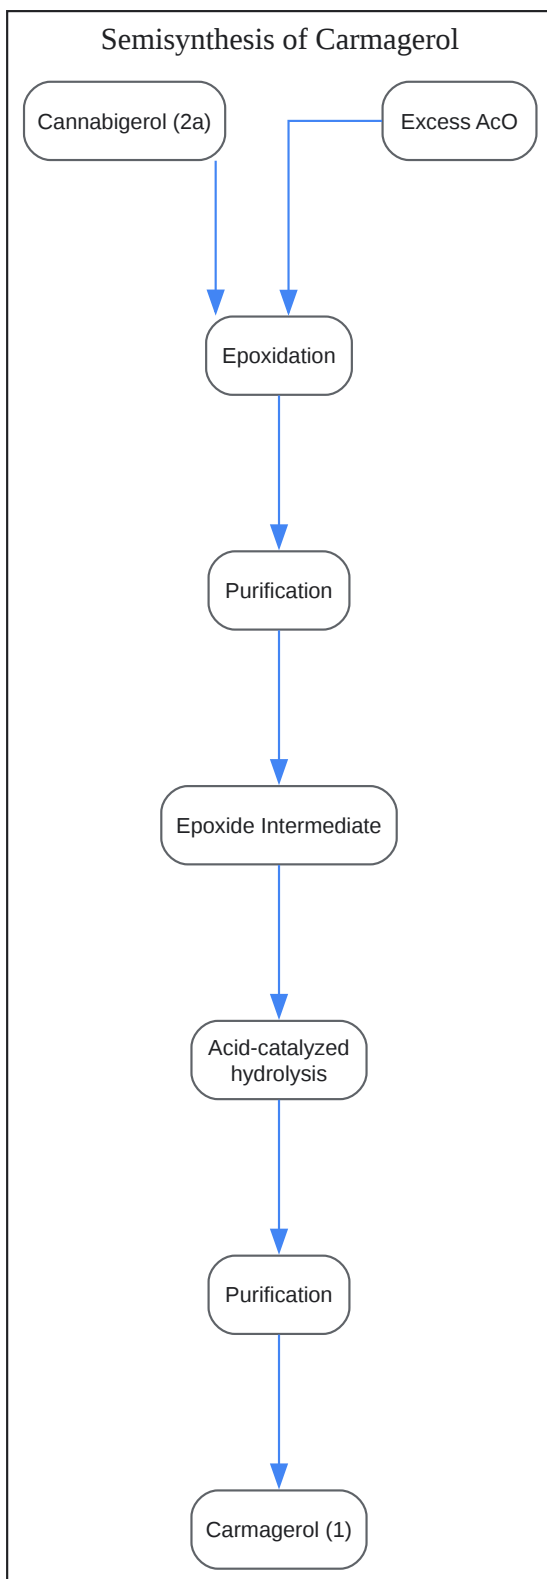 Semisynthesis of Carmagerol
Cannabigerol (2a)
Excess AcO
Epoxidation
Purification
Epoxide Intermediate
Acid-catalyzed
hydrolysis
Purification
Carmagerol (1)